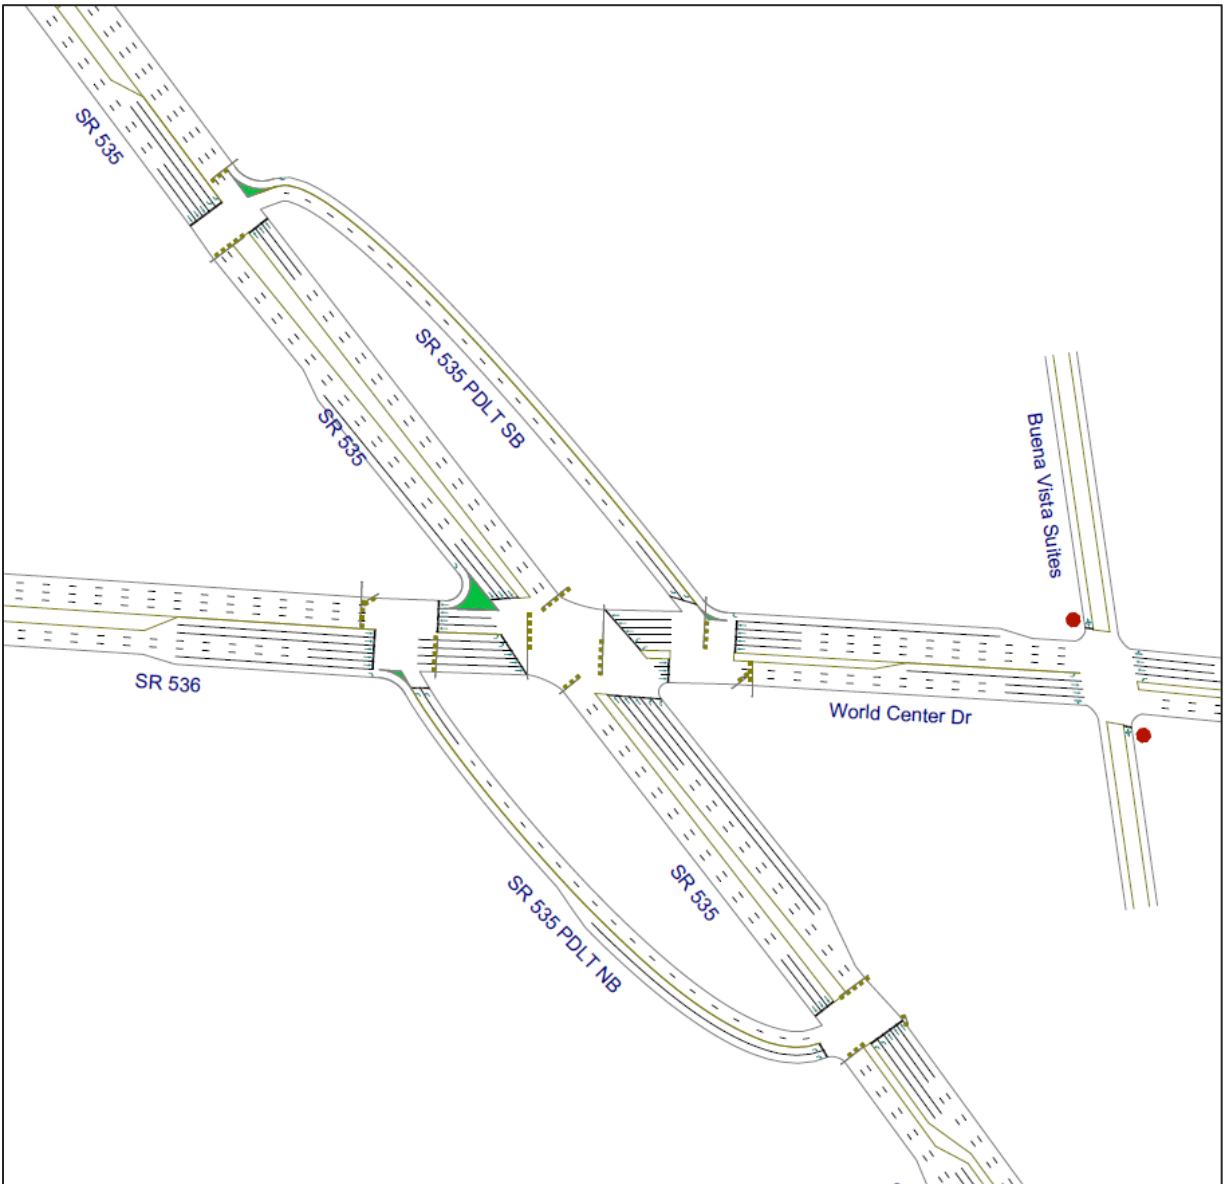 SR 535
SR 535 PDLT SB
SR 535
Buena Vista Suites
SR 536
World Center Dr
SR 535
SR 535 PDLT NB